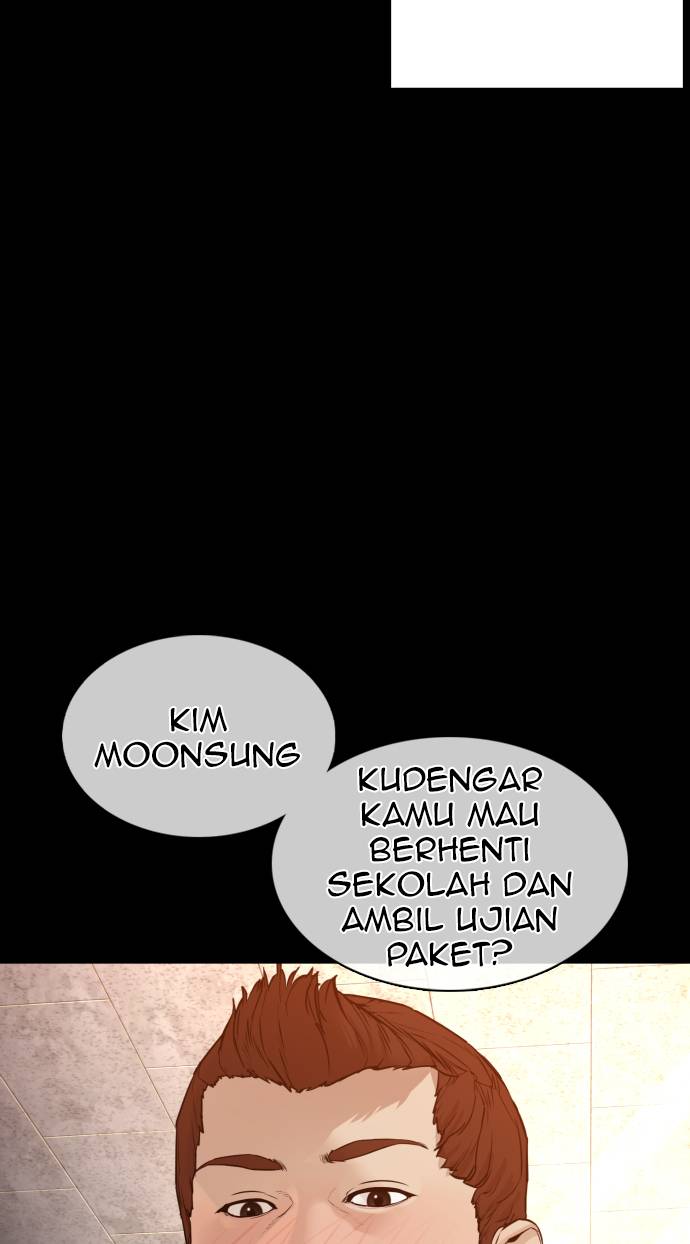 KIM
MOONSUNG
KUDENGAR
KAMU MAU
BERHENTI
SEKOLAH DAN
AMBIL UJIAN
PAKET?